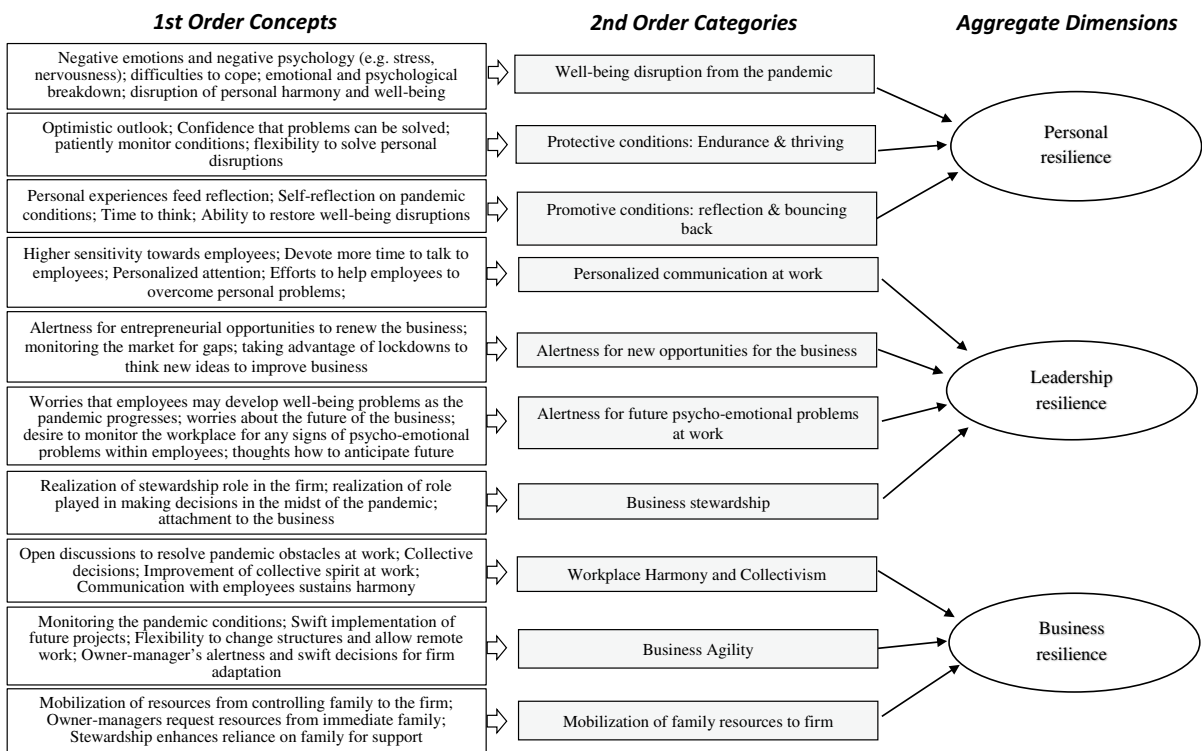 1st Order Concepts
2nd Order Categories
Aggregate Dimensions
Negative emotions and negative psychology (e.g. stress,
nervousness); difficulties to cope; emotional and psychological
breakdown; disruption of personal harmony and well-being
Well-being disruption from the pandemic
Optimistic outlook; Confidence that problems can be solved;
patiently monitor conditions; flexibility to solve personal
disruptions
Protective conditions: Endurance & thriving
Personal
resilience
Personal experiences feed reflection; Self-reflection on pandemic
conditions; Time to think; Ability to restore well-being disruptions
Promotive conditions: reflection & bouncing
back
Higher sensitivity towards employees; Devote more time to talk to
employees; Personalized attention; Efforts to help employees to
overcome personal problems;
Personalized communication at work
Alertness for entrepreneurial opportunities to renew the business;
monitoring the market for gaps; taking advantage of lockdowns to
think new ideas to improve business
Alertness for new opportunities for the business
Leadership
resilience
Worries that employees may develop well-being problems as the
pandemic progresses; worries about the future of the business;
desire to monitor the workplace for any signs of psycho-emotional
problems within employees; thoughts how to anticipate future
Alertness for future psycho-emotional problems
at work
Realization of stewardship role in the firm; realization of role
played in making decisions in the midst of the pandemic;
attachment to the business
Business stewardship
Open discussions to resolve pandemic obstacles at work; Collective
decisions; Improvement of collective spirit at work;
Communication with employees sustains harmony
Workplace Harmony and Collectivism
Monitoring the pandemic conditions; Swift implementation of
future projects; Flexibility to change structures and allow remote
work; Owner-manager's alertness and swift decisions for firm
adaptation
Business Agility
Business
resilience
Mobilization of resources from controlling family to the firm;
Owner-managers request resources from immediate family;
Stewardship enhances reliance on family for support
Mobilization of family resources to firm